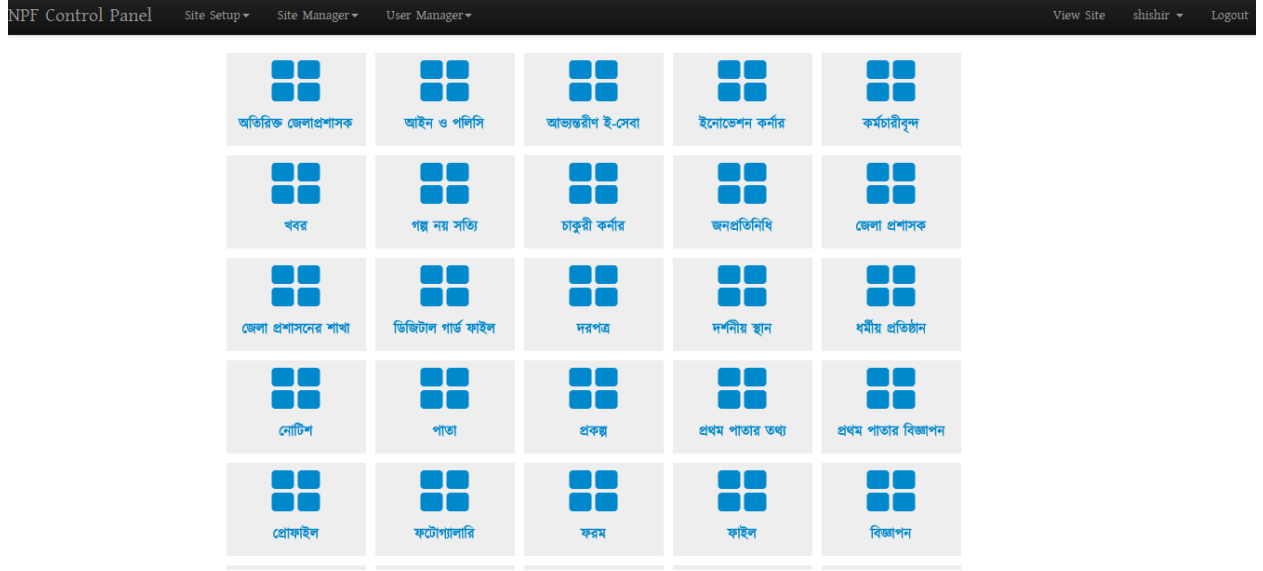 NPF Control Panel Site Setup Site Manager User Manager View Site shishir Logout
অতিরিক্ত জেলাপ্রশাসক আইন ও পলিসি আভ্যন্তরীণ ই-সেবা ইনোভেশন কর্নার কর্মচারীবৃন্দ
খবর গল্প নয় সত্যি চাকুরী কর্নার জনপ্রতিনিধি জেলা প্রশাসক
জেলা প্রশাসনের শাখা ডিজিটাল গার্ড ফাইল দরপত্র দর্শনীয় স্থান ধর্মীয় প্রতিষ্ঠান
নোটিশ পাতা প্রকল্প প্রথম পাতার তথ্য প্রথম পাতার বিজ্ঞাপন
প্রোফাইল ফটোগ্যালারি ফরম ফাইল বিজ্ঞাপন